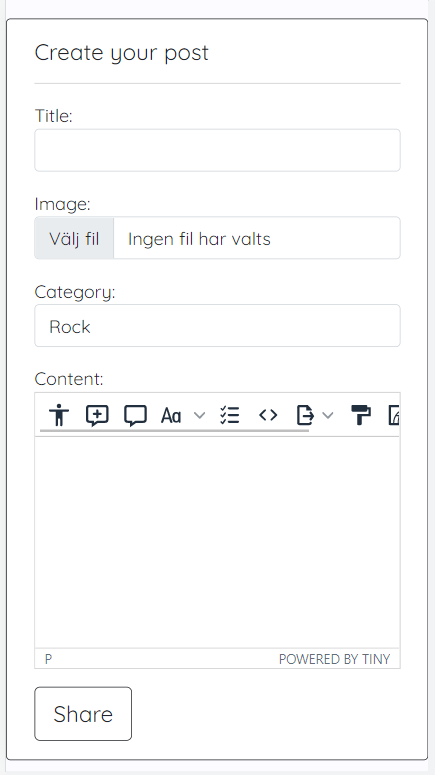 Create your post
Title:
Image:
Välj fil Ingen fil har valts
Category:
Rock
Content:
Aa
P POWERED BY TINY
Share